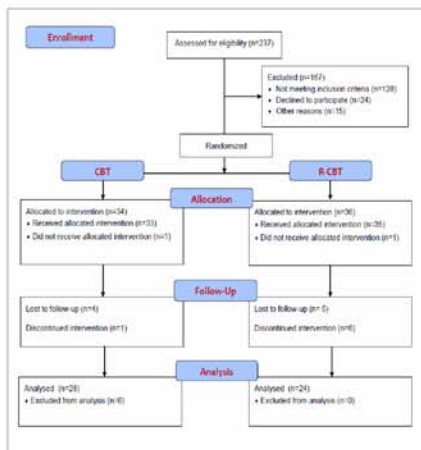 Enrollment
Assessed for eligibility (n=237)
Excluded (n=167)
• Not meeting inclusion criteria (n=128)
• Declined to participate (n=24)
• Other reasons (n=15)
Randomized
CBT
R-CBT
Allocation
Allocated to intervention (n=34)
• Received allocated intervention (n=33)
• Did not receive allocated intervention (n=1)
Allocated to intervention (n=36)
• Received allocated intervention (n=35)
• Did not receive allocated intervention (n=1)
Follow-Up
Lost to follow-up (n=4)
Discontinued intervention (n=1)
Lost to follow-up (n= 5)
Discontinued intervention (n=6)
Analysis
Analysed (n=28)
• Excluded from analysis (n=0)
Analysed (n=24)
• Excluded from analysis (n=0)